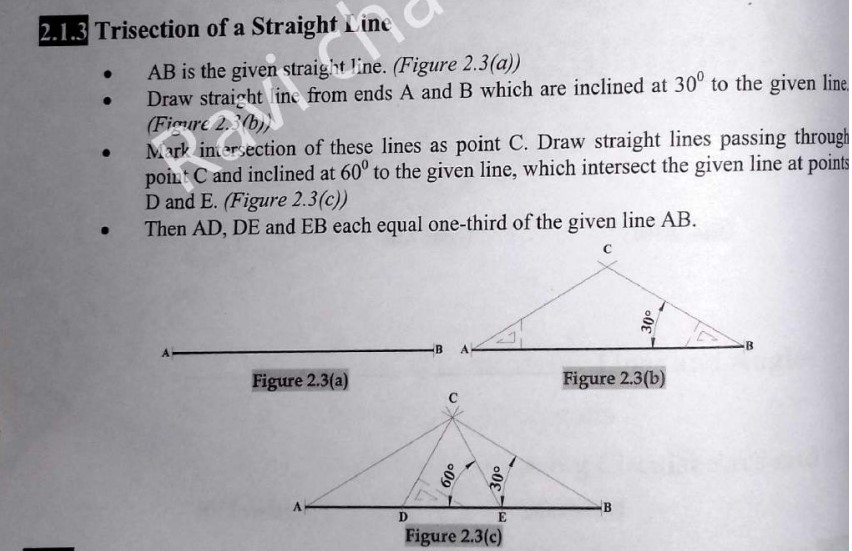 2.1.3 Trisection of a Straight Line
• AB is the given straight line. (Figure 2.3(a))
• Draw straight line from ends A and B which are inclined at 30⁰ to the given line.
(Figure 2.3(b))
• Mark intersection of these lines as point C. Draw straight lines passing through
point C and inclined at 60⁰ to the given line, which intersect the given line at points
D and E. (Figure 2.3(c))
• Then AD, DE and EB each equal one-third of the given line AB.
Ravi cha
C
30°
A B A B
Figure 2.3(a) Figure 2.3(b)
C
60° 30°
A D E B
Figure 2.3(c)